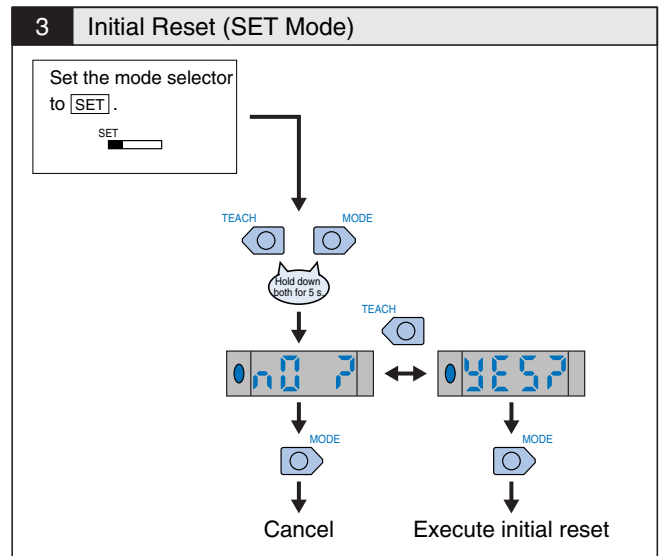 3 Initial Reset (SET Mode)
Set the mode selector
to SET .
SET
TEACH MODE
Hold down
both for 5 s.
TEACH
nO ? YES?
MODE MODE
Cancel Execute initial reset